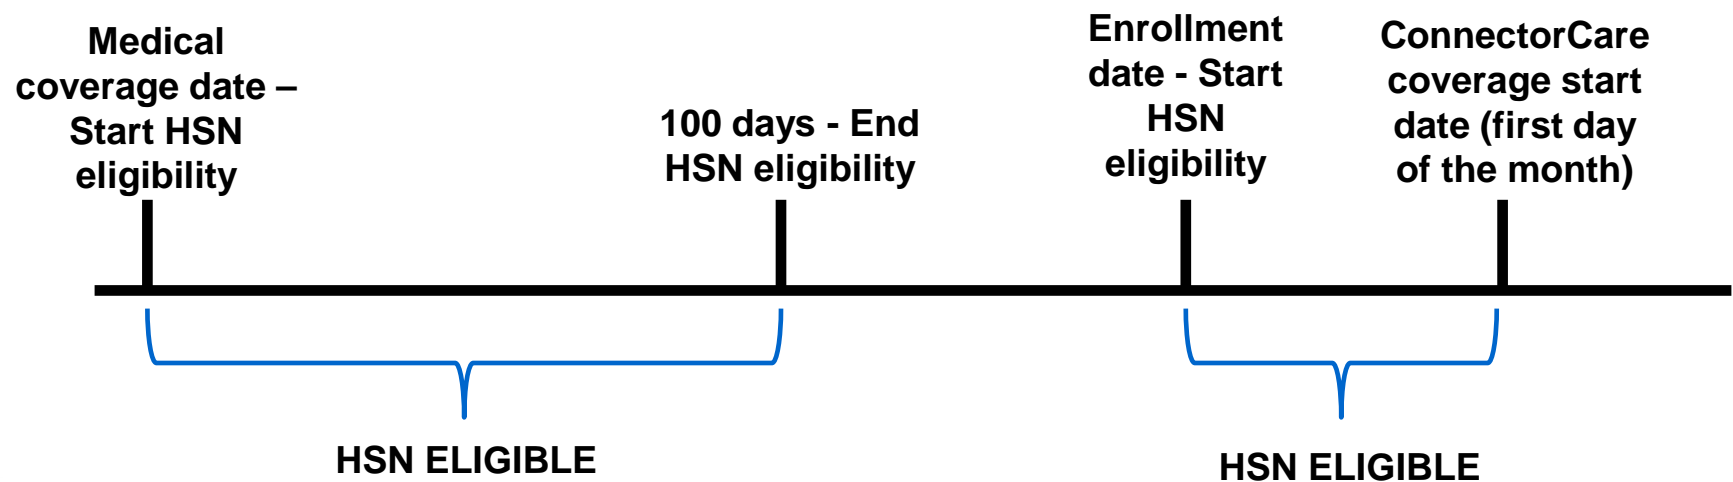 Medical
coverage date –
Start HSN
eligibility
100 days - End
HSN eligibility
Enrollment
date - Start
HSN
eligibility
ConnectorCare
coverage start
date (first day
of the month)
HSN ELIGIBLE
HSN ELIGIBLE